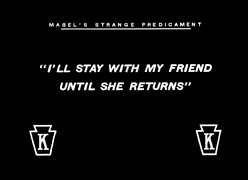 MABEL'S STRANGE PREDICAMENT
"I'LL STAY WITH MY FRIEND
UNTIL SHE RETURNS"
K K